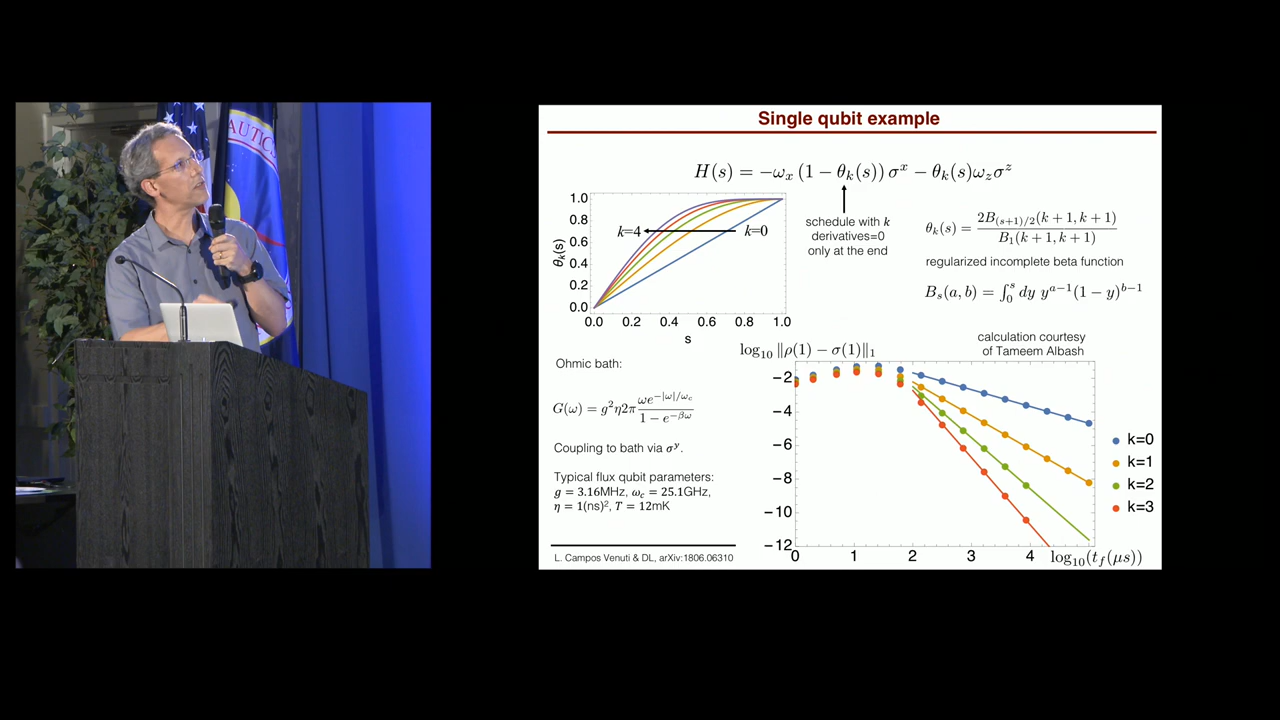 AUTICS
Single qubit example
H(s) = −ω_x (1 − θ_k(s)) σ^x − θ_k(s)ω_zσ^z
1.0
0.8
0.6
0.4
0.2
0.0
θ_k(s)
k=4
k=0
0.0 0.2 0.4 0.6 0.8 1.0
s
schedule with k
derivatives=0
only at the end
θ_k(s) = 2B_{(s+1)/2}(k + 1, k + 1) / B_1(k + 1, k + 1)
regularized incomplete beta function
B_s(a, b) = ∫_0^s dy y^{a−1}(1 − y)^{b−1}
calculation courtesy
of Tameem Albash
Ohmic bath:
G(ω) = g^2η2π ωe^{−|ω|/ω_c} / 1 − e^{−βω}
Coupling to bath via σ^y.
Typical flux qubit parameters:
g = 3.16MHz, ω_c = 25.1GHz,
η = 1(ns)^2, T = 12mK
L. Campos Venuti & DL, arXiv:1806.06310
log_10 ‖ρ(1) − σ(1)‖_1
−2
−4
−6
−8
−10
−12
0 1 2 3 4 log_10(t_f(μs))
k=0
k=1
k=2
k=3